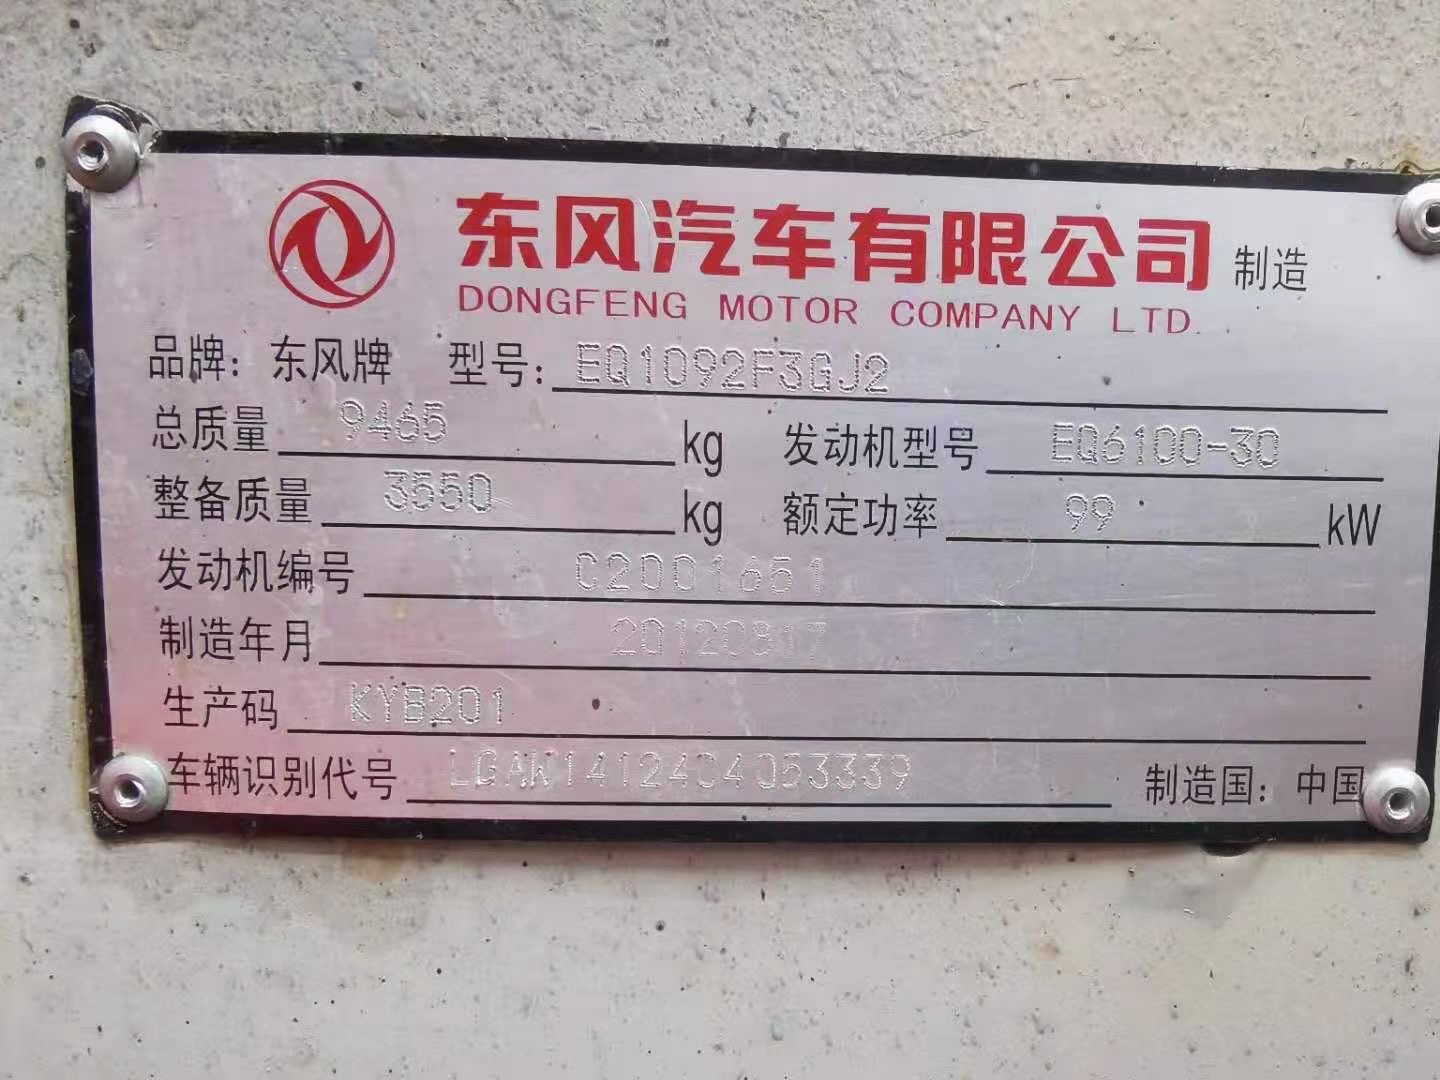 东风汽车有限公司 制造
DONGFENG MOTOR COMPANY LTD.
品牌：东风牌 型号：EQ1092F3GJ2
总质量 9465 kg 发动机型号 EQ6100-30
整备质量 3550 kg 额定功率 99 kW
发动机编号 C2001651
制造年月 20120817
生产码 KYB201
车辆识别代号 LGAW14124C4053339 制造国：中国